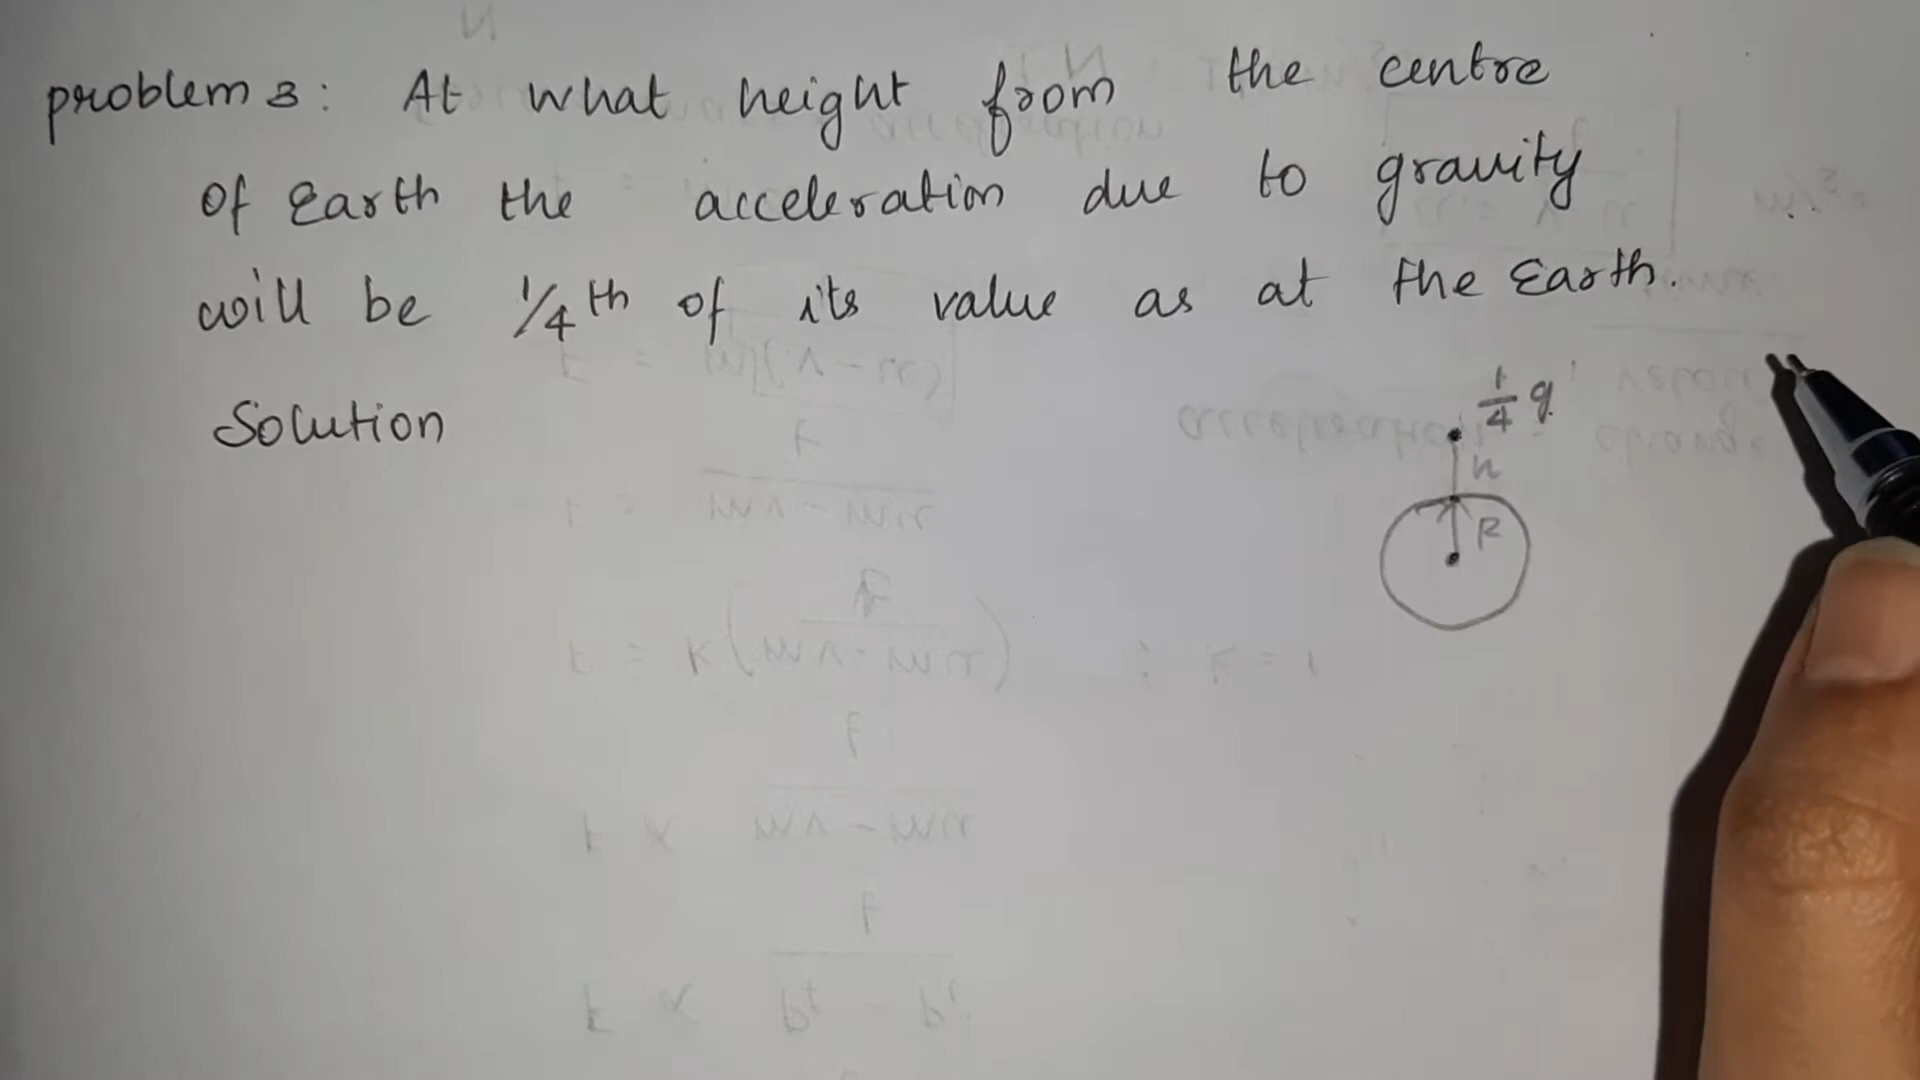 problem 3: At what height from the centre
of Earth the acceleration due to gravity
will be 1/4th of its value as at the Earth.
Solution
1/4 g
h
R